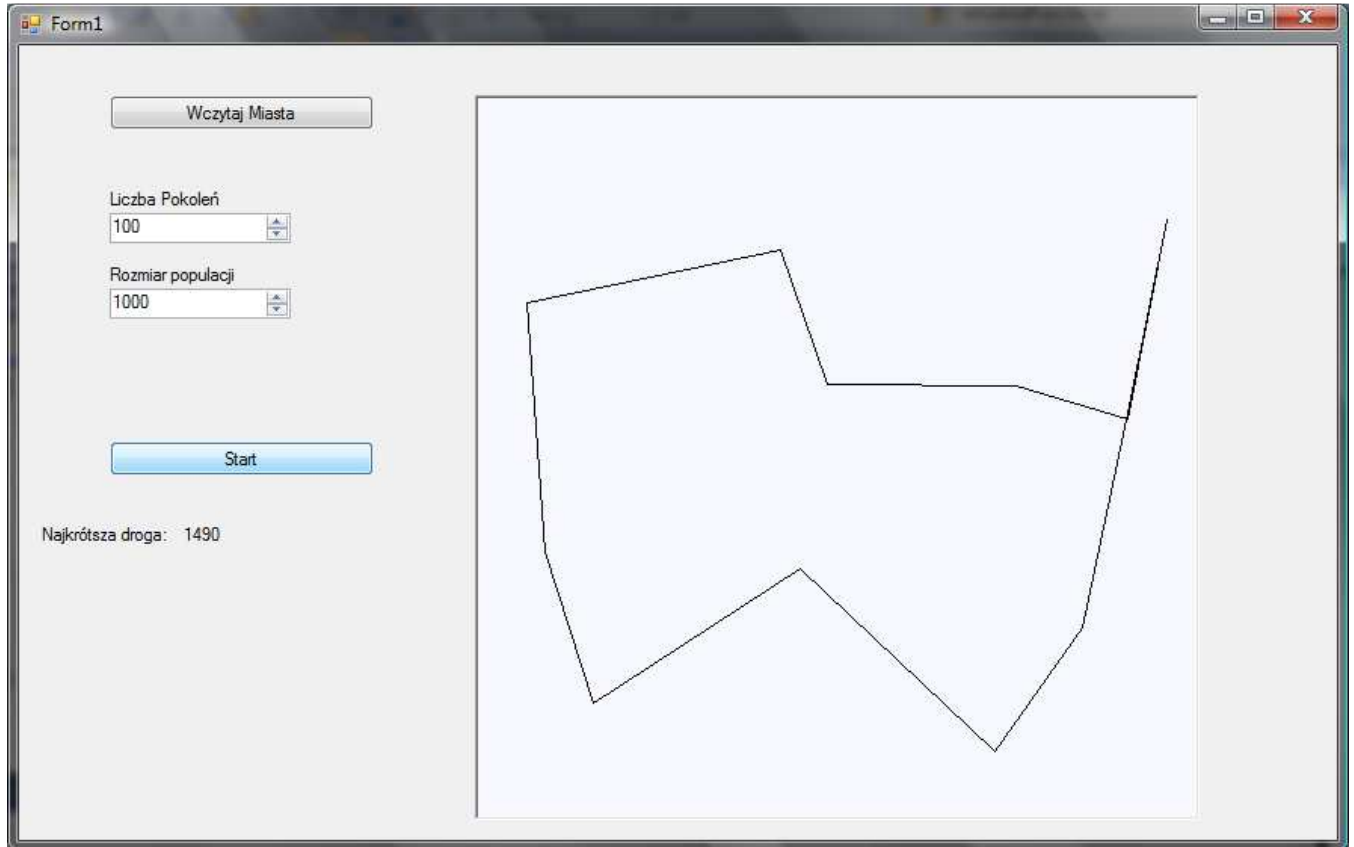 Form1
Wczytaj Miasta
Liczba Pokoleń
100
Rozmiar populacji
1000
Start
Najkrótsza droga: 1490